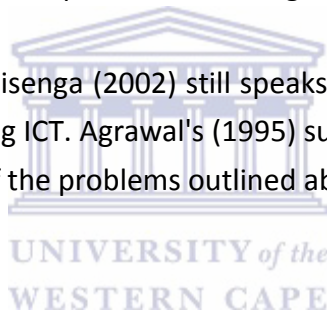 isenga (2002) still speaks
g ICT. Agrawal's (1995) su
the problems outlined ab
UNIVERSITY of the
WESTERN CAPE